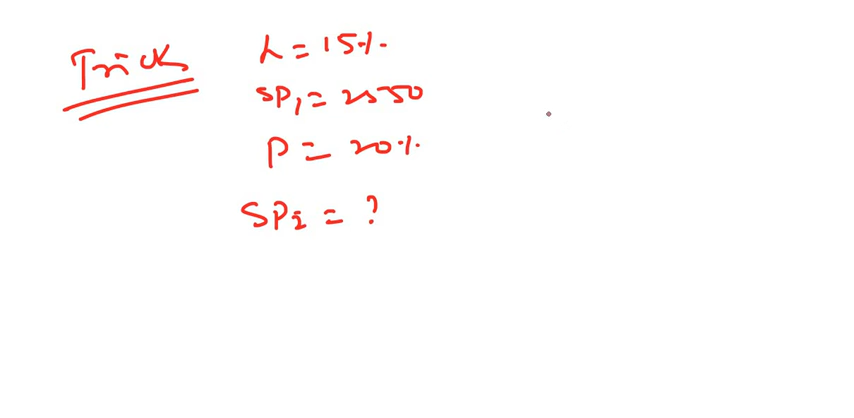 Trick
L = 15%
SP₁ = 2550
P = 20%
SP₂ = ?